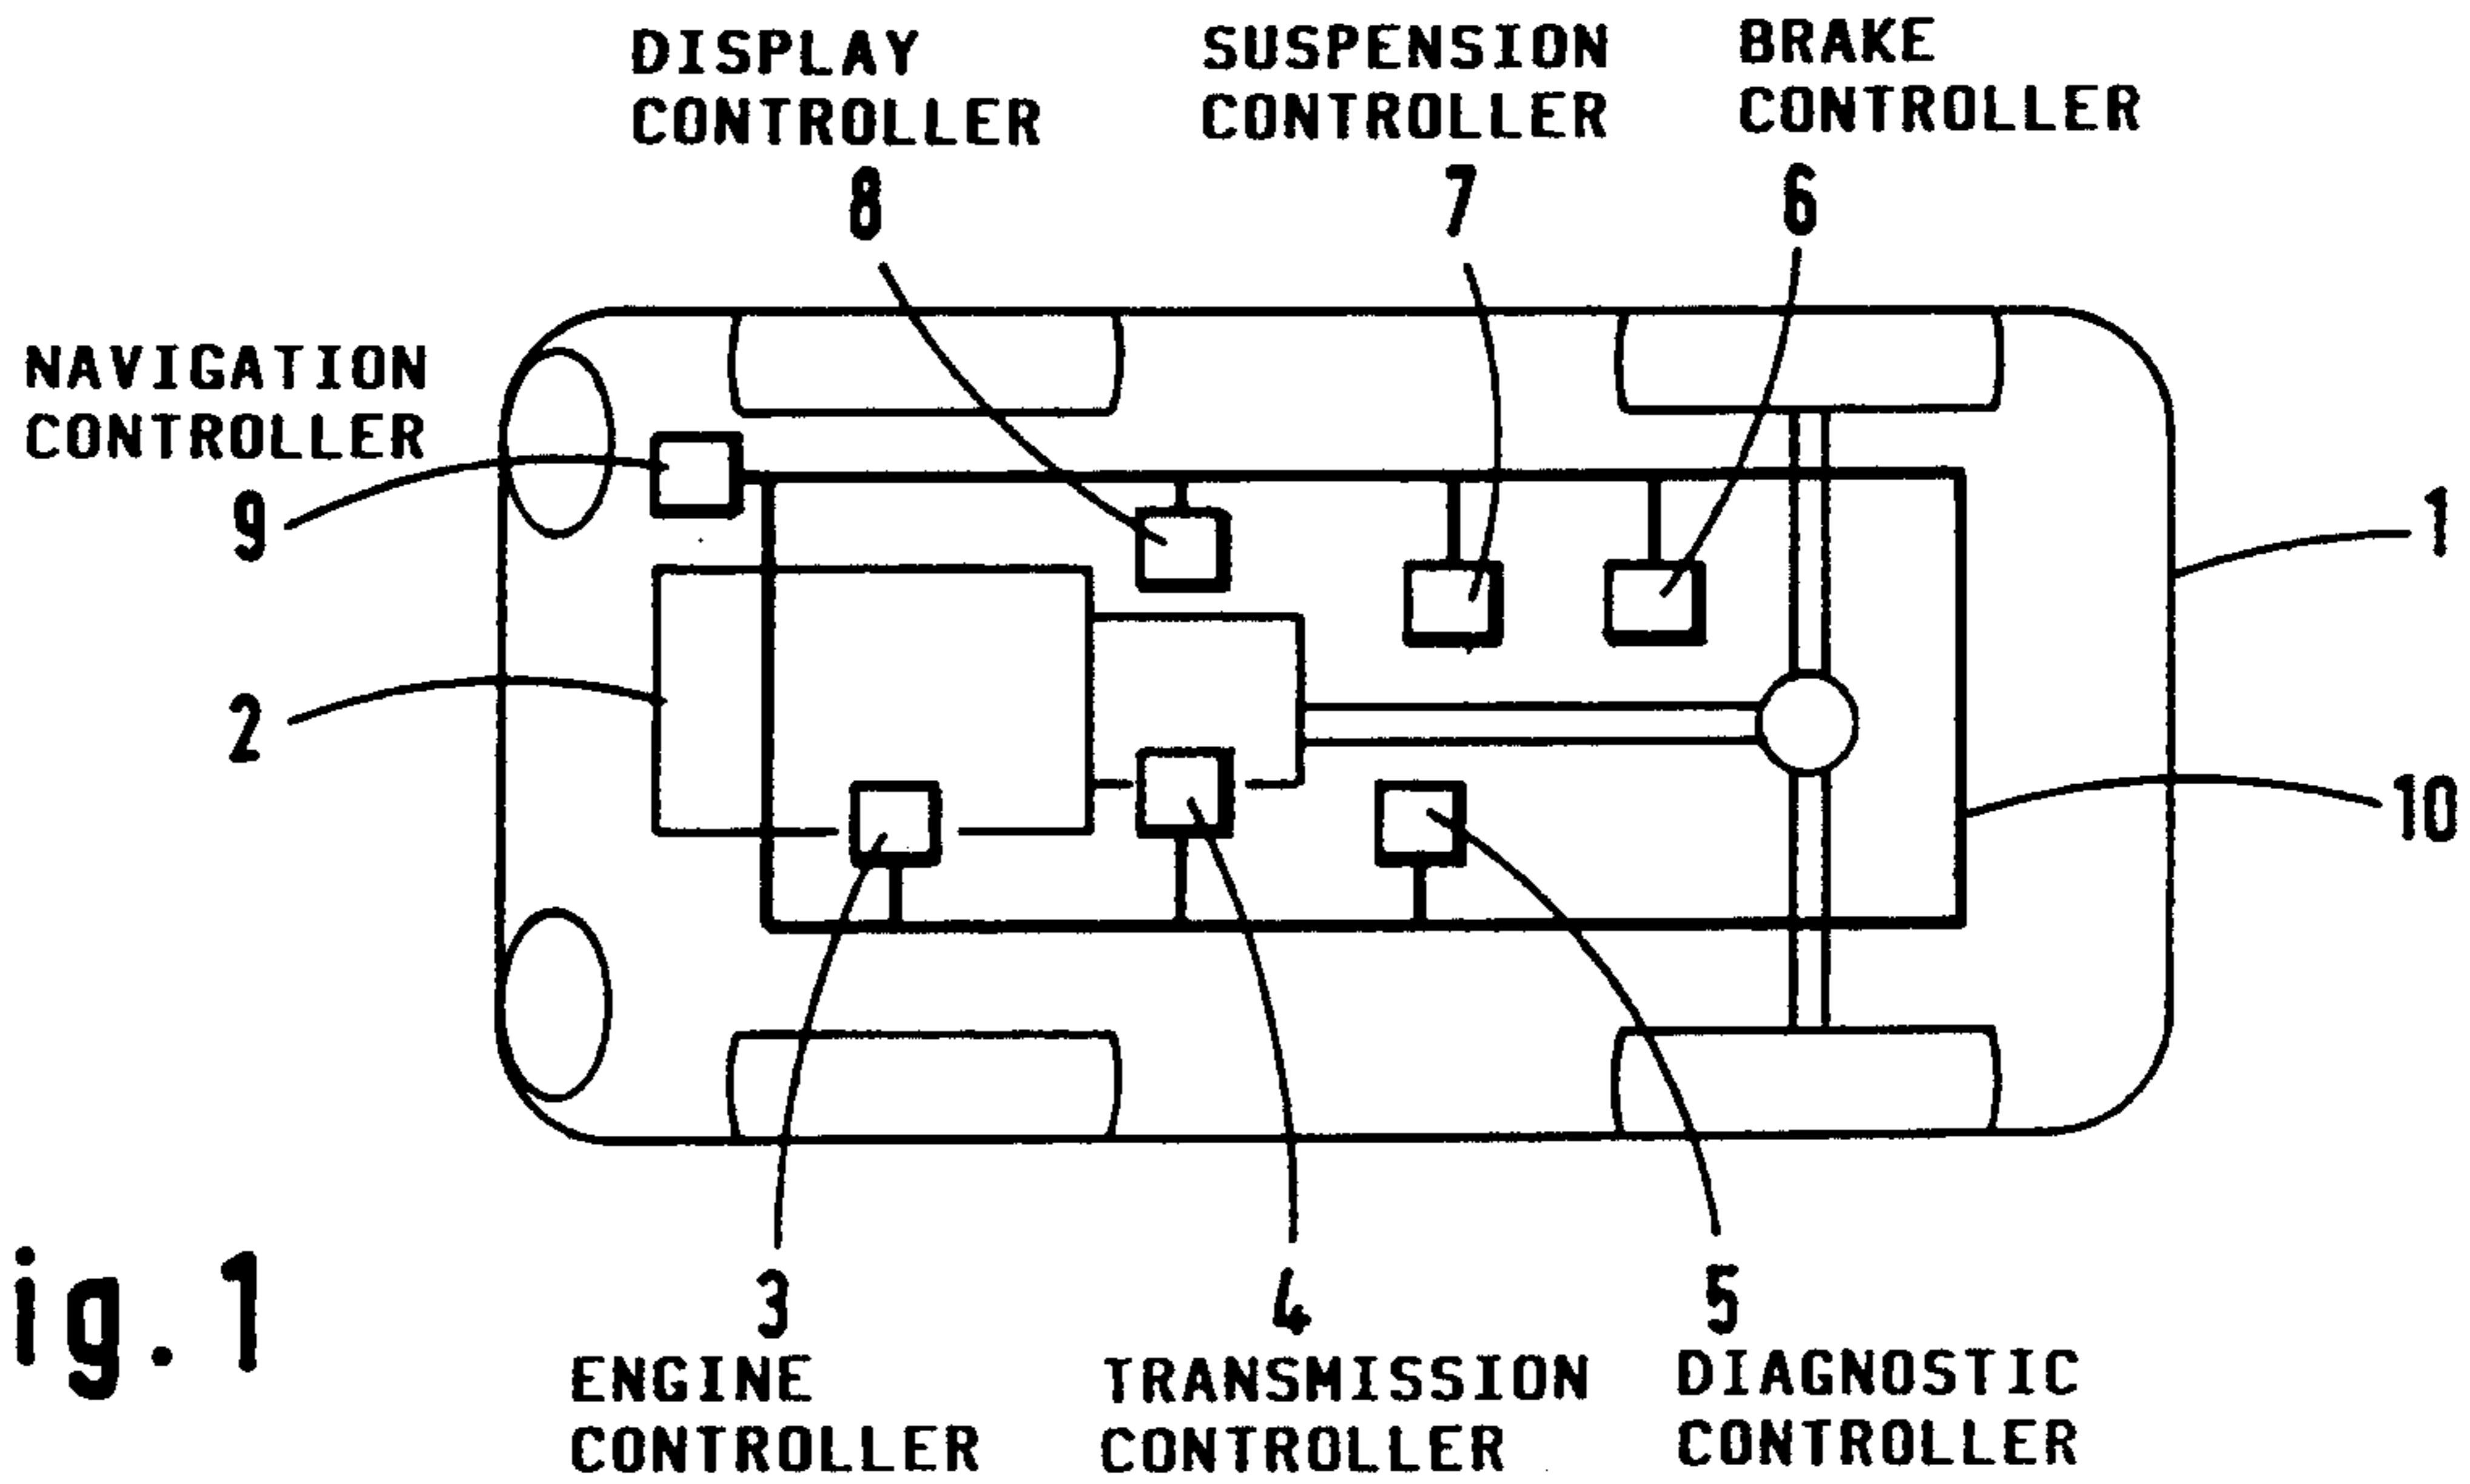 DISPLAY
CONTROLLER
8
SUSPENSION
CONTROLLER
7
BRAKE
CONTROLLER
6
NAVIGATION
CONTROLLER
9
1
2
10
3
ENGINE
CONTROLLER
4
TRANSMISSION
CONTROLLER
5
DIAGNOSTIC
CONTROLLER
ig.1